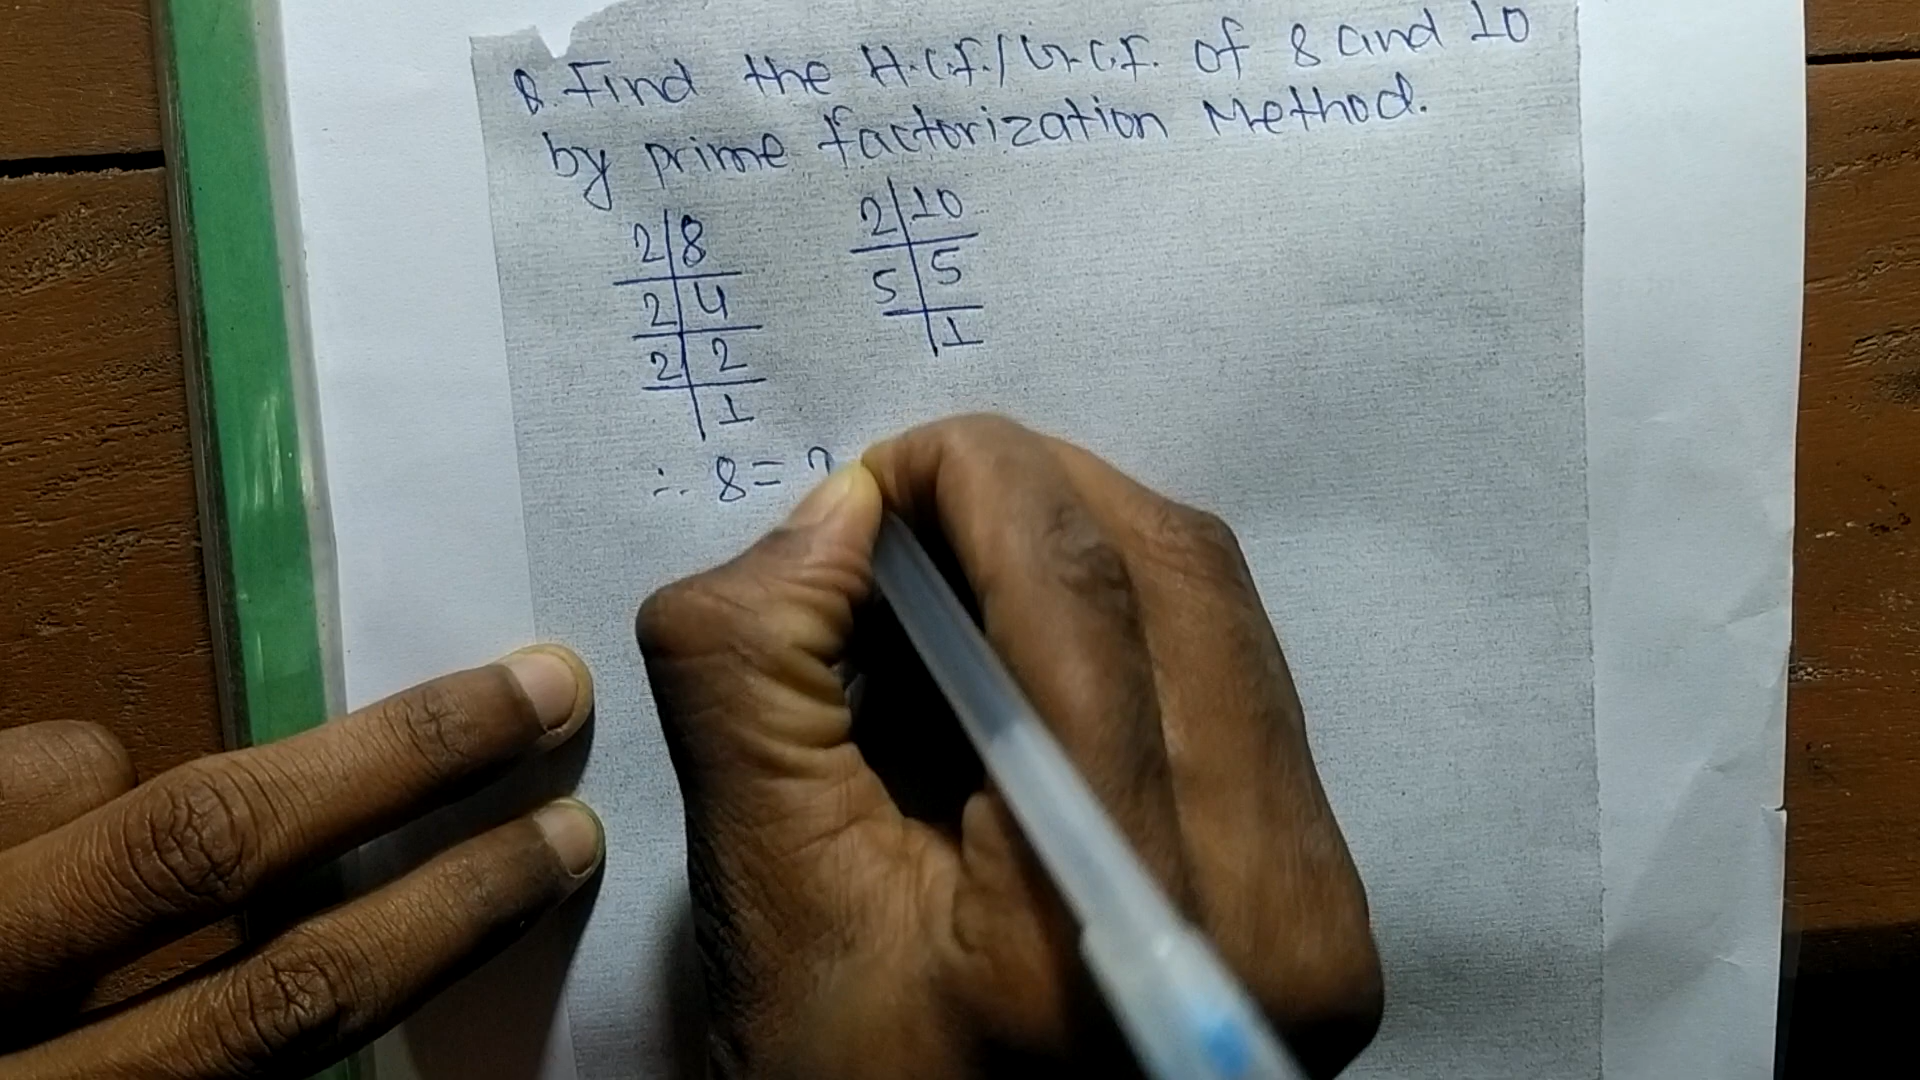 Q. Find the H.C.F./G.C.F. of 8 and 10
by prime factorization Method.
2|8
2|4
2|2
1
2|10
5|5
1
∴ 8 = 2